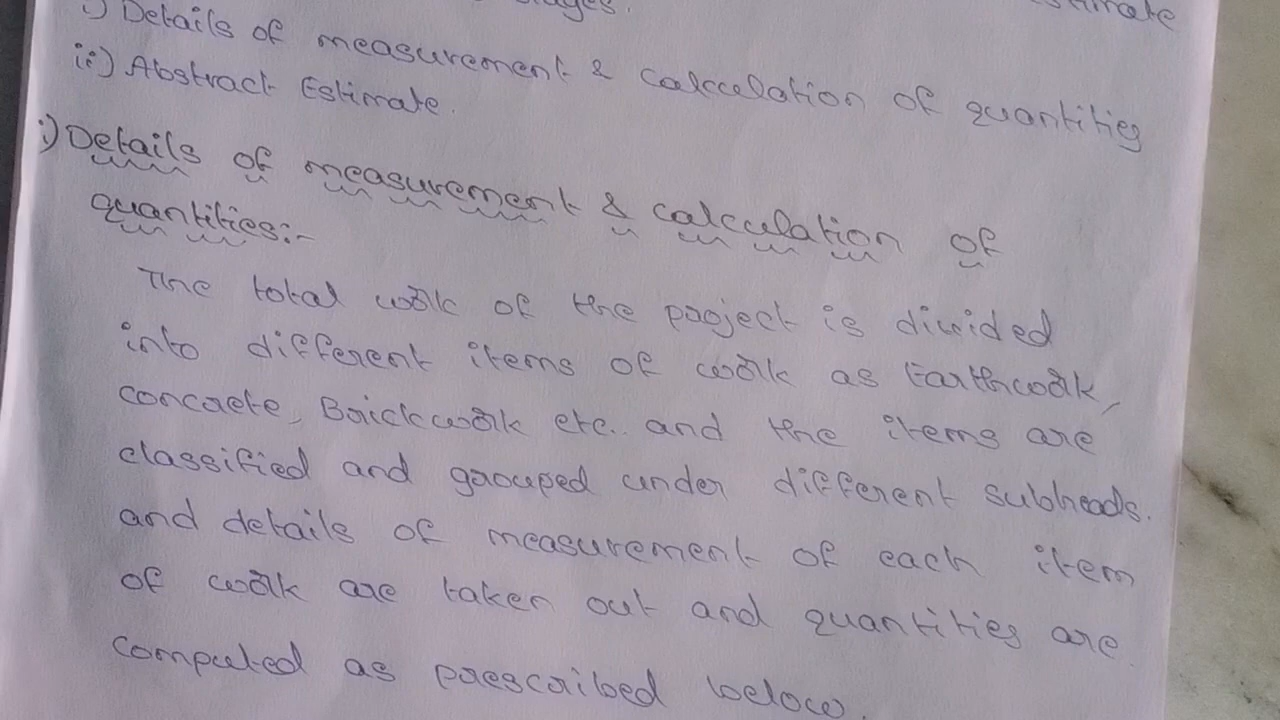 stages.
estimate
i) Details of measurement & calculation of quantities
ii) Abstract Estimate.
i) Details of measurement & calculation of
quantities:-
The total work of the project is divided
into different items of work as Earthwork,
concrete, Brickwork etc. and the items are
classified and grouped under different subheads.
and details of measurement of each item
of work are taken out and quantities are
computed as prescribed below.